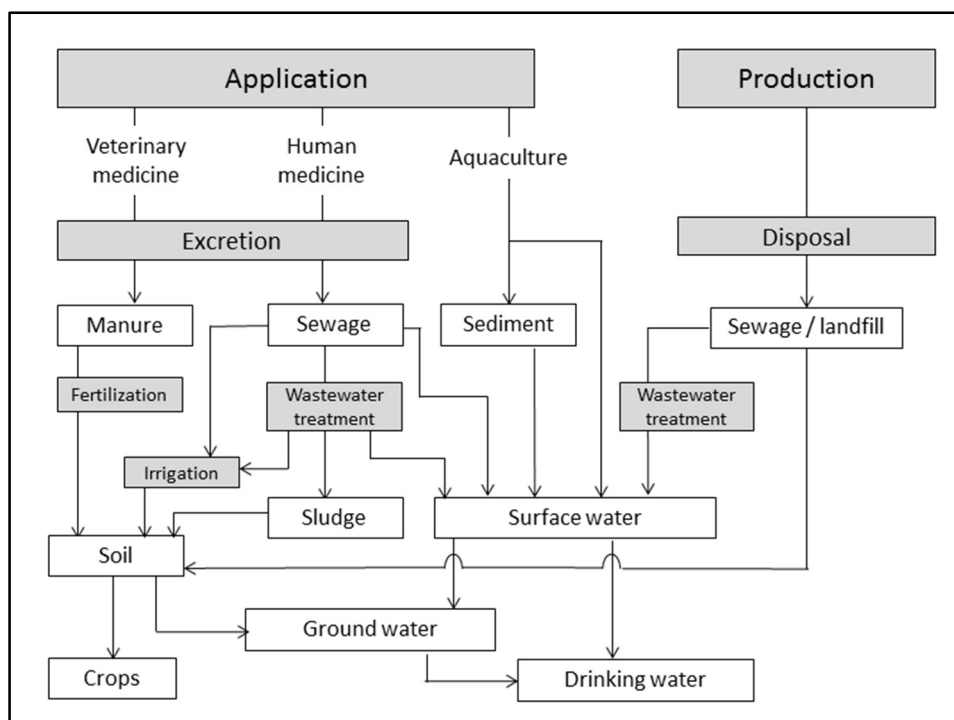 Application
Production
Veterinary
medicine
Human
medicine
Aquaculture
Excretion
Disposal
Manure
Sewage
Sediment
Sewage / landfill
Fertilization
Wastewater
treatment
Wastewater
treatment
Irrigation
Sludge
Surface water
Soil
Ground water
Crops
Drinking water